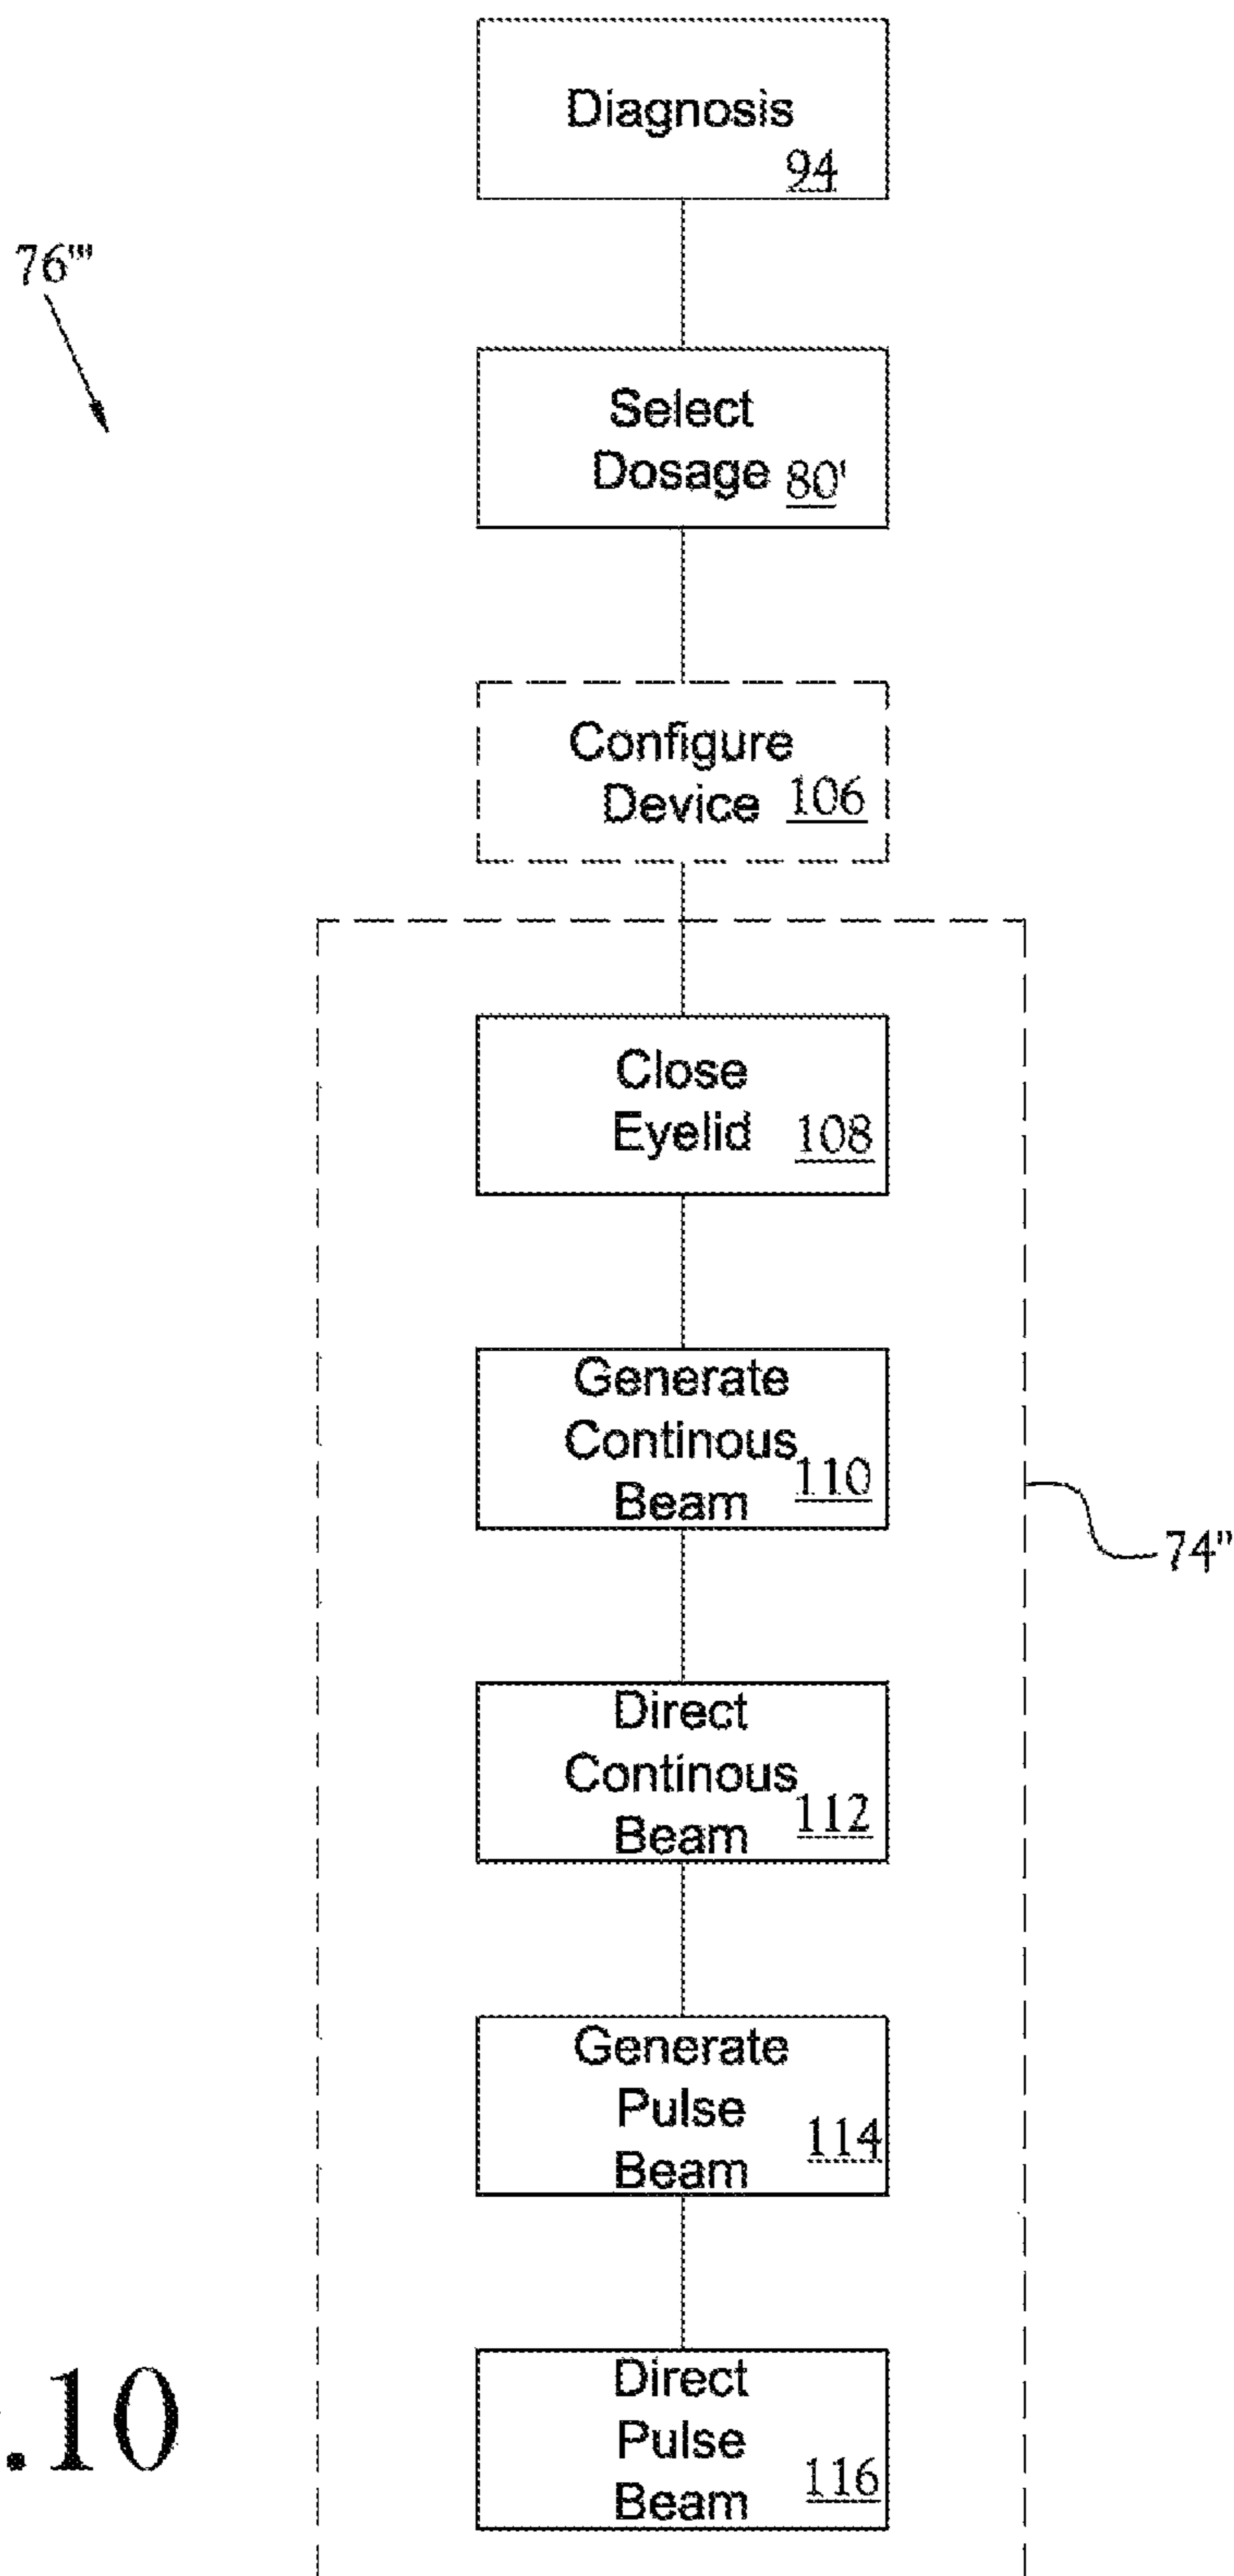 Diagnosis
94
76'''
Select
Dosage 80'
Configure
Device 106
Close
Eyelid 108
Generate
Continous
Beam 110
74"
Direct
Continous
Beam 112
Generate
Pulse
Beam 114
Direct
Pulse
Beam 116
.10